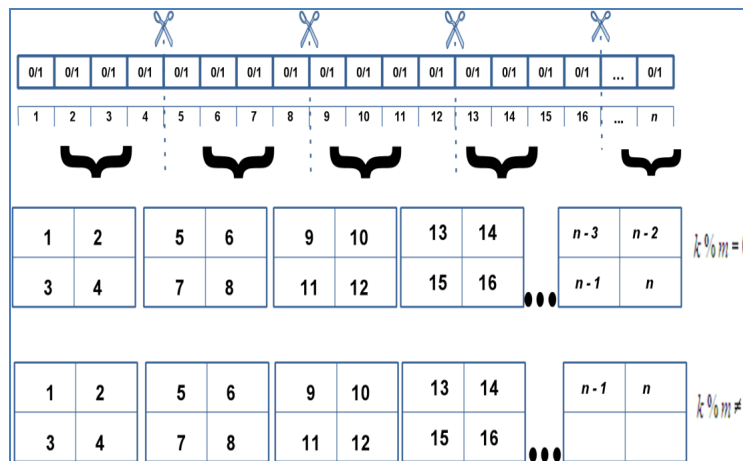 0/1 0/1 0/1 0/1 0/1 0/1 0/1 0/1 0/1 0/1 0/1 0/1 0/1 0/1 0/1 0/1 ... 0/1
1 2 3 4 5 6 7 8 9 10 11 12 13 14 15 16 ... n
1 2 5 6 9 10 13 14 n - 3 n - 2
k % m =
3 4 7 8 11 12 15 16 ... n - 1 n
1 2 5 6 9 10 13 14 n - 1 n
k % m ≠
3 4 7 8 11 12 15 16 ...